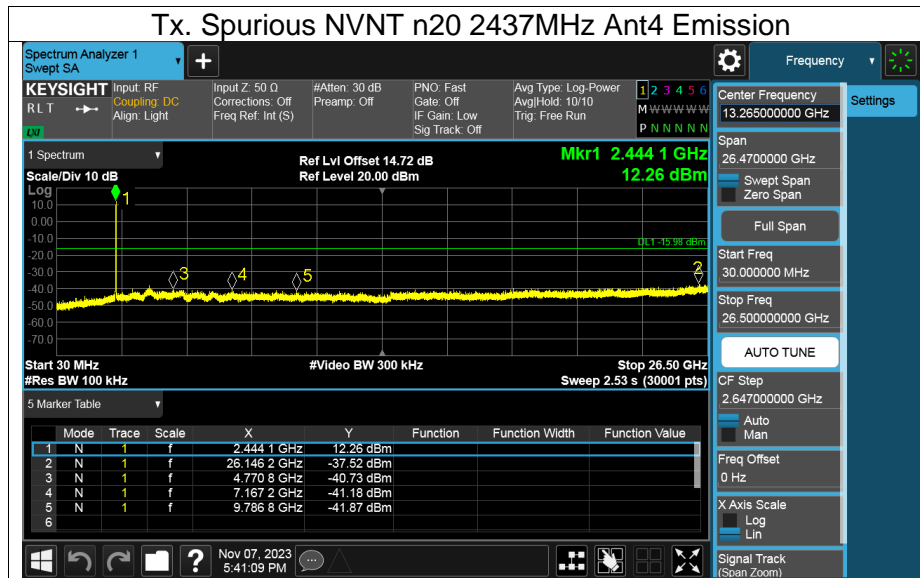 Tx. Spurious NVNT n20 2437MHz Ant4 Emission
Spectrum Analyzer 1
Swept SA
+
Frequency
KEYSIGHT
R L T
LXI
Input: RF
Coupling: DC
Align: Light
Input Z: 50 Ω
Corrections: Off
Freq Ref: Int (S)
#Atten: 30 dB
Preamp: Off
PNO: Fast
Gate: Off
IF Gain: Low
Sig Track: Off
Avg Type: Log-Power
Avg|Hold: 10/10
Trig: Free Run
1 2 3 4 5 6
M W W W W W
P N N N N N
Center Frequency
13.265000000 GHz
Settings
Span
26.4700000 GHz
Swept Span
Zero Span
Full Span
Start Freq
30.000000 MHz
Stop Freq
26.500000000 GHz
AUTO TUNE
CF Step
2.647000000 GHz
Auto
Man
Freq Offset
0 Hz
X Axis Scale
Log
Lin
Signal Track
(Span Zoom)
1 Spectrum
Scale/Div 10 dB
Ref Lvl Offset 14.72 dB
Ref Level 20.00 dBm
Mkr1 2.444 1 GHz
12.26 dBm
Log
10.0
0.00
-10.0
-20.0
-30.0
-40.0
-50.0
-60.0
-70.0
1
DL1 -15.98 dBm
3
4
5
2
Start 30 MHz
#Video BW 300 kHz
Stop 26.50 GHz
#Res BW 100 kHz
Sweep 2.53 s (30001 pts)
5 Marker Table
Mode Trace Scale X Y Function Function Width Function Value
1 N 1 f 2.444 1 GHz 12.26 dBm
2 N 1 f 26.146 2 GHz -37.52 dBm
3 N 1 f 4.770 8 GHz -40.73 dBm
4 N 1 f 7.167 2 GHz -41.18 dBm
5 N 1 f 9.786 8 GHz -41.87 dBm
6
?
Nov 07, 2023
5:41:09 PM